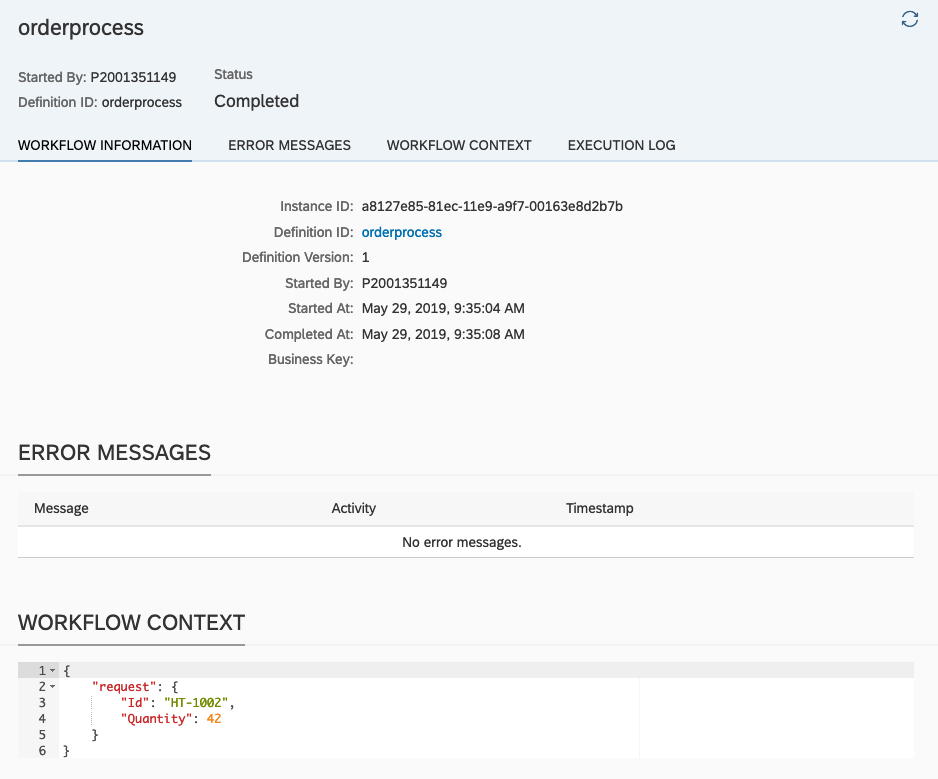 orderprocess
Started By: P2001351149
Status
Definition ID: orderprocess
Completed
WORKFLOW INFORMATION ERROR MESSAGES WORKFLOW CONTEXT EXECUTION LOG
Instance ID: a8127e85-81ec-11e9-a9f7-00163e8d2b7b
Definition ID: orderprocess
Definition Version: 1
Started By: P2001351149
Started At: May 29, 2019, 9:35:04 AM
Completed At: May 29, 2019, 9:35:08 AM
Business Key:
ERROR MESSAGES
Message Activity Timestamp
No error messages.
WORKFLOW CONTEXT
1 {
2 "request": {
3 "Id": "HT-1002",
4 "Quantity": 42
5 }
6 }